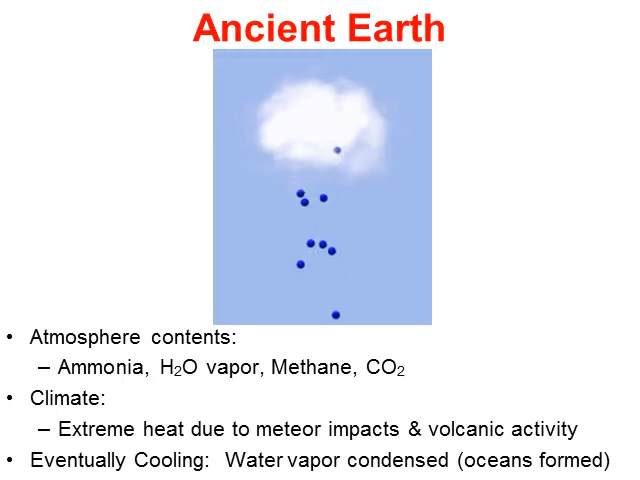 Ancient Earth
• Atmosphere contents:
– Ammonia, H₂O vapor, Methane, CO₂
• Climate:
– Extreme heat due to meteor impacts & volcanic activity
• Eventually Cooling: Water vapor condensed (oceans formed)